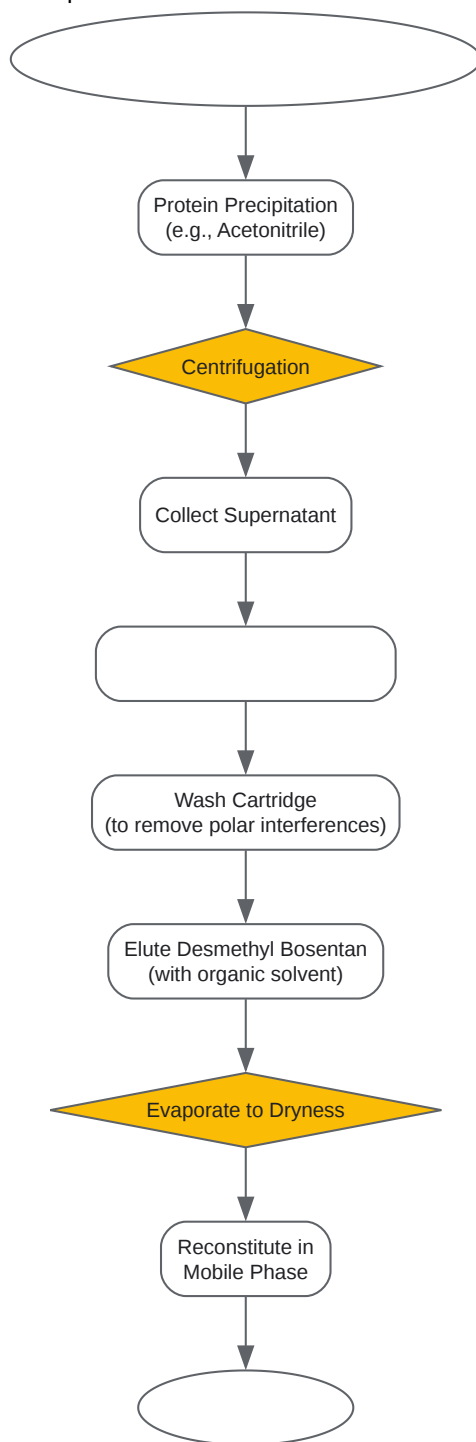 Protein Precipitation
(e.g., Acetonitrile)
Centrifugation
Collect Supernatant
Wash Cartridge
(to remove polar interferences)
Elute Desmethyl Bosentan
(with organic solvent)
Evaporate to Dryness
Reconstitute in
Mobile Phase